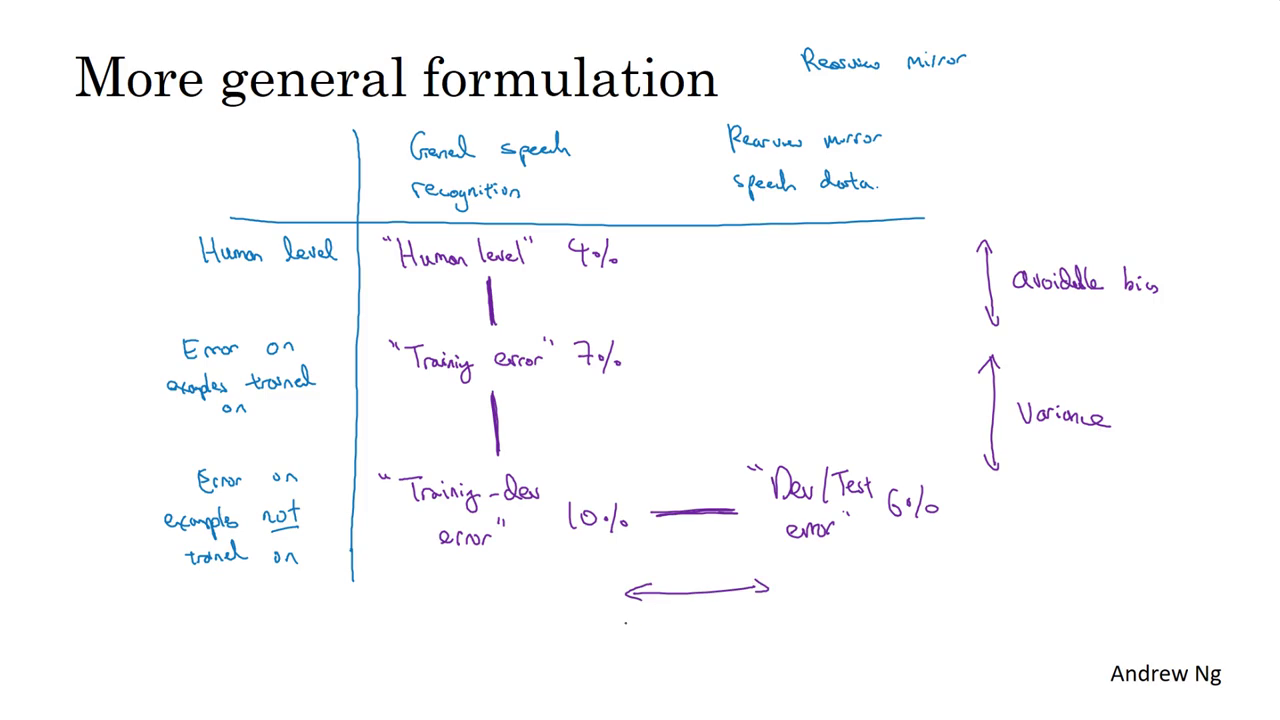 More general formulation
Rearview mirror
General speech
recognition
Rearview mirror
speech data.
Human level
"Human level" 4%
avoidable bias
Error on
examples trained
on
"Training error" 7%
Variance
Error on
examples not
trained on
"Training-dev
error" 10%
"Dev/Test
error" 6%
Andrew Ng